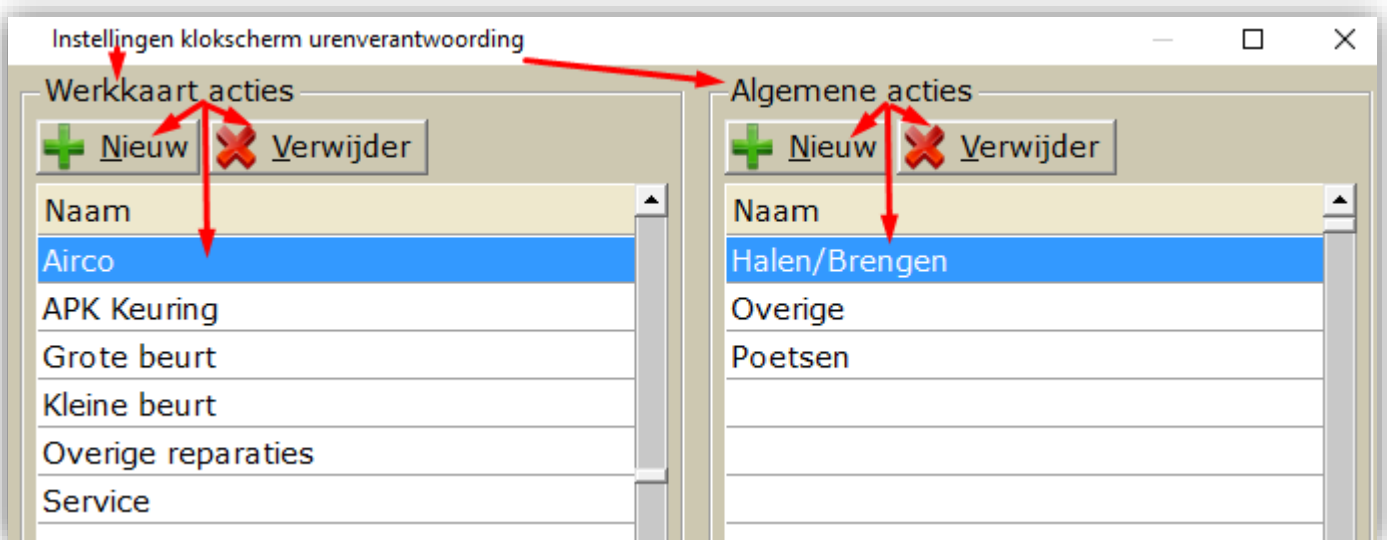 Instellingen klokscherm urenverantwoording
Werkkaart acties
Nieuw
Verwijder
Naam
Airco
APK Keuring
Grote beurt
Kleine beurt
Overige reparaties
Service
Algemene acties
Nieuw
Verwijder
Naam
Halen/Brengen
Overige
Poetsen